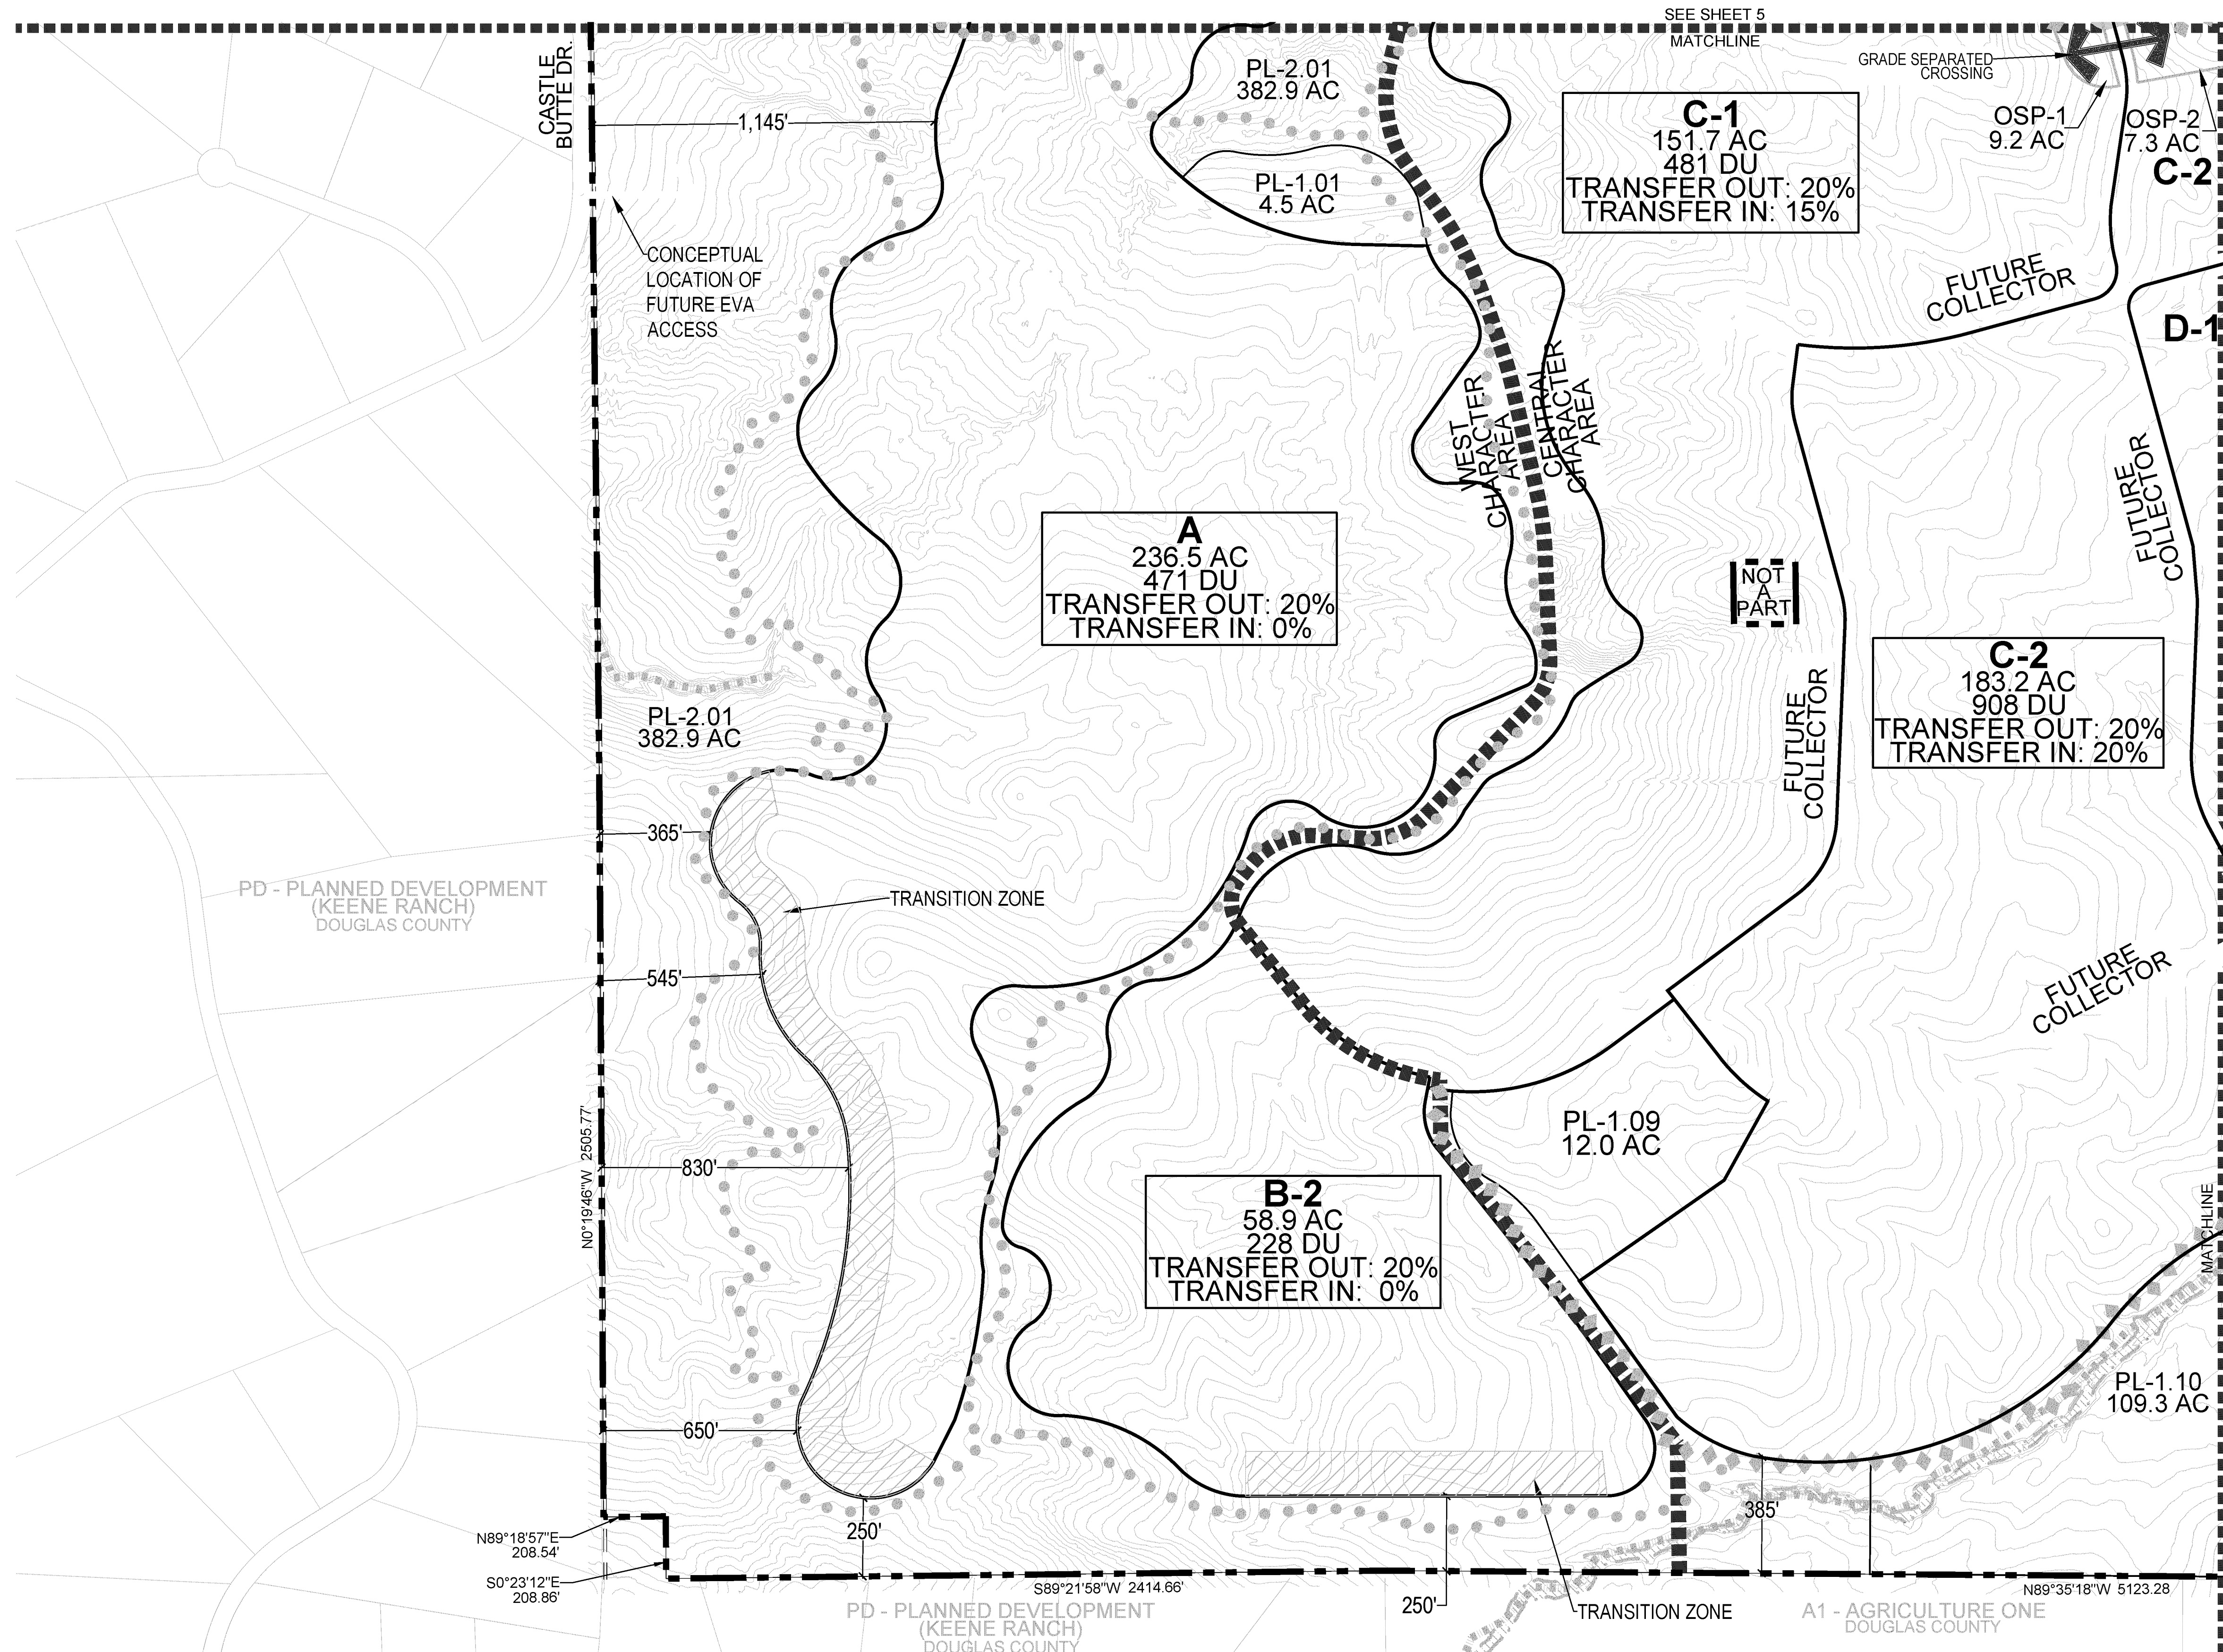 SEE SHEET 5
MATCHLINE
CASTLE
BUTTE DR.
1,145'
PL-2.01
382.9 AC
PL-1.01
4.5 AC
C-1
151.7 AC
481 DU
TRANSFER OUT: 20%
TRANSFER IN: 15%
GRADE SEPARATED
CROSSING
OSP-1
9.2 AC
OSP-2
7.3 AC
C-2
CONCEPTUAL
LOCATION OF
FUTURE EVA
ACCESS
FUTURE
COLLECTOR
D-1
WEST
CHARACTER
AREA
CENTRAL
CHARACTER
AREA
FUTURE
COLLECTOR
A
236.5 AC
471 DU
TRANSFER OUT: 20%
TRANSFER IN: 0%
NOT
A
PART
C-2
183.2 AC
908 DU
TRANSFER OUT: 20%
TRANSFER IN: 20%
FUTURE
COLLECTOR
PL-2.01
382.9 AC
365'
PD - PLANNED DEVELOPMENT
(KEENE RANCH)
DOUGLAS COUNTY
TRANSITION ZONE
545'
FUTURE
COLLECTOR
N0°19'46"W 2505.77'
830'
PL-1.09
12.0 AC
B-2
58.9 AC
228 DU
TRANSFER OUT: 20%
TRANSFER IN: 0%
MATCHLINE
PL-1.10
109.3 AC
650'
385'
N89°18'57"E
208.54'
250'
S0°23'12"E
208.86'
S89°21'58"W 2414.66'
N89°35'18"W 5123.28
250'
TRANSITION ZONE
PD - PLANNED DEVELOPMENT
(KEENE RANCH)
DOUGLAS COUNTY
A1 - AGRICULTURE ONE
DOUGLAS COUNTY